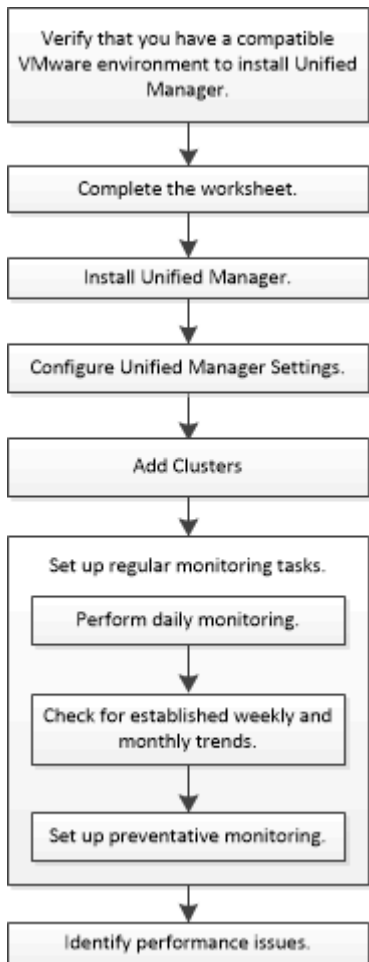 Verify that you have a compatible
VMware environment to install Unified
Manager.
Complete the worksheet.
Install Unified Manager.
Configure Unified Manager Settings.
Add Clusters
Set up regular monitoring tasks.
Perform daily monitoring.
Check for established weekly and
monthly trends.
Set up preventative monitoring.
Identify performance issues.